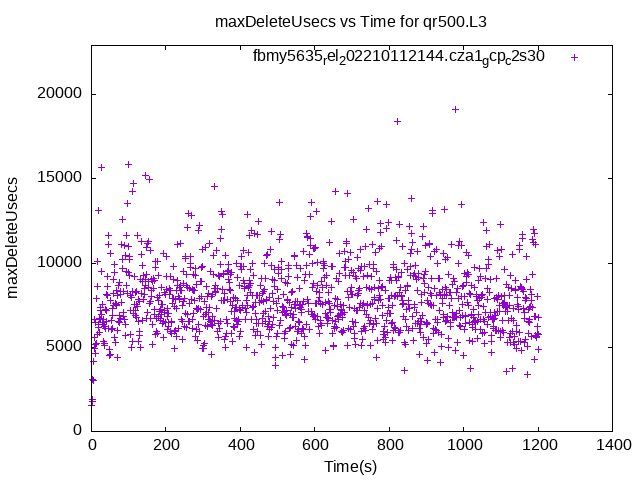 maxDeleteUsecs vs Time for qr500.L3
fbmy5635rel202210112144.cza1gcpc2s30
maxDeleteUsecs
20000
15000
10000
5000
0
0 200 400 600 800 1000 1200 1400
Time(s)